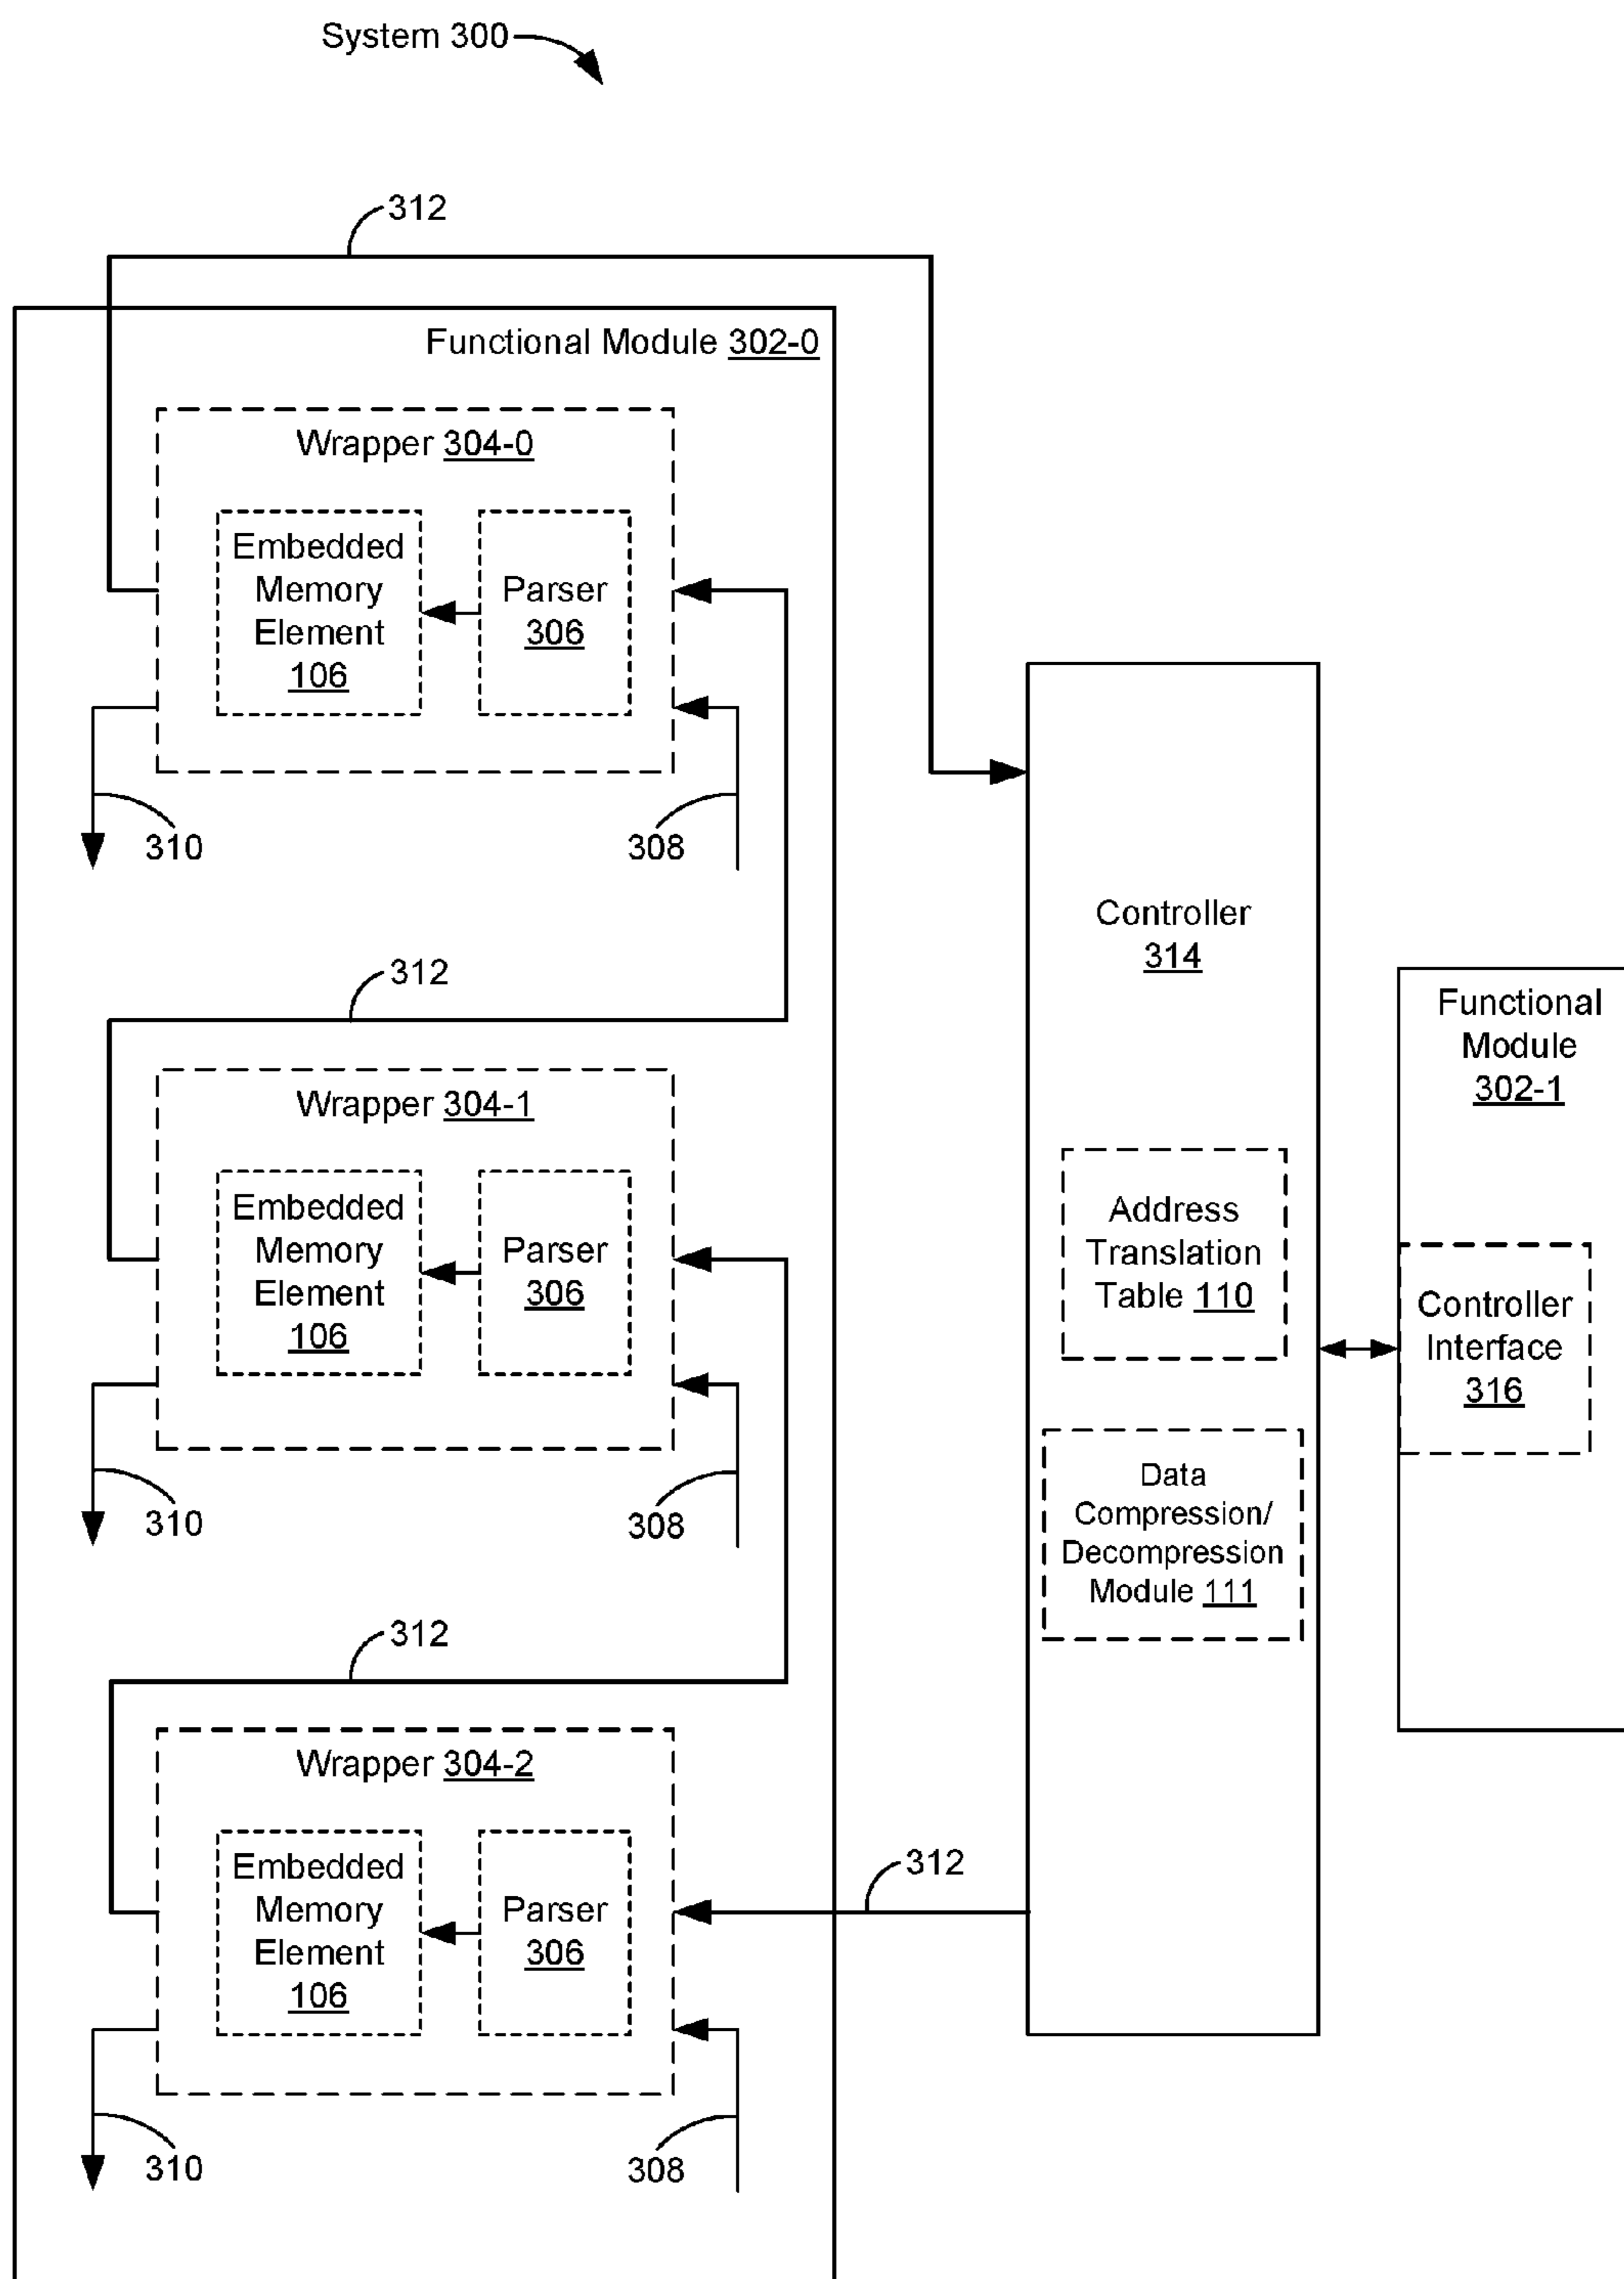 System 300
312
Functional Module 302-0
Wrapper 304-0
Embedded
Memory
Element
106
Parser
306
310
308
312
Wrapper 304-1
Embedded
Memory
Element
106
Parser
306
310
308
312
Wrapper 304-2
Embedded
Memory
Element
106
Parser
306
310
308
312
Controller
314
Address
Translation
Table 110
Data
Compression/
Decompression
Module 111
Functional
Module
302-1
Controller
Interface
316